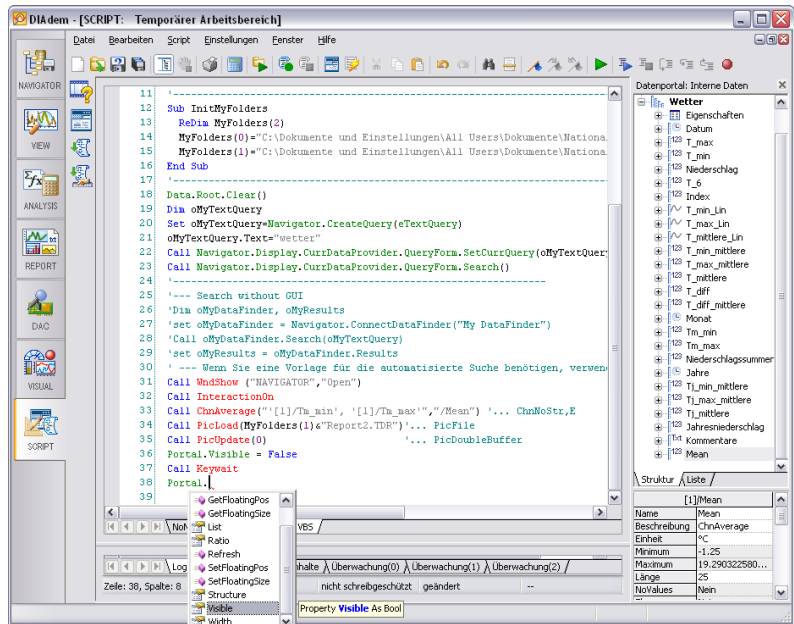 DIAdem - [SCRIPT: Temporärer Arbeitsbereich]
Datei Bearbeiten Script Einstellungen Fenster Hilfe
NAVIGATOR
VIEW
ANALYSIS
REPORT
DAC
VISUAL
SCRIPT
11 '-----------------------------------------------------------------
12 Sub InitMyFolders
13 ReDim MyFolders(2)
14 MyFolders(0)="C:\Dokumente und Einstellungen\All Users\Dokumente\Nationa
15 MyFolders(1)="C:\Dokumente und Einstellungen\All Users\Dokumente\Nationa
16 End Sub
17 '-----------------------------------------------------------------
18 Data.Root.Clear()
19 Dim oMyTextQuery
20 Set oMyTextQuery=Navigator.CreateQuery(eTextQuery)
21 oMyTextQuery.Text="wetter"
22 Call Navigator.Display.CurrDataProvider.QueryForm.SetCurrQuery(oMyTextQuer
23 Call Navigator.Display.CurrDataProvider.QueryForm.Search()
24 '--------------------------------------------------------
25 '--- Search without GUI
26 'Dim oMyDataFinder, oMyResults
27 'set oMyDataFinder = Navigator.ConnectDataFinder("My DataFinder")
28 'Call oMyDataFinder.Search(oMyTextQuery)
29 'set oMyResults = oMyDataFinder.Results
30 ' --- Wenn Sie eine Vorlage für die automatisierte Suche benötigen, verwen
31 Call WndShow ("NAVIGATOR","Open")
32 Call InteractionOn
33 Call ChnAverage("'[1]/Tm_min', '[1]/Tm_max'","/Mean") '... ChnNoStr,E
34 Call PicLoad(MyFolders(1)&"Report2.TDR")'... PicFile
35 Call PicUpdate(0) '... PicDoubleBuffer
36 Portal.Visible = False
37 Call Keywait
38 Portal.
39
GetFloatingPos
GetFloatingSize
List
Ratio
Refresh
SetFloatingPos
SetFloatingSize
Structure
Visible
Width
Property Visible As Bool
VBS
Überwachung(0) Überwachung(1) Überwachung(2)
Zeile: 38, Spalte: 8 nicht schreibgeschützt geändert --
Datenportal: Interne Daten
Wetter
Eigenschaften
Datum
T_max
T_min
Niederschlag
T_6
Index
T_min_Lin
T_max_Lin
T_mittlere_Lin
T_min_mittlere
T_max_mittlere
T_mittlere
T_diff
T_diff_mittlere
Monat
Tm_min
Tm_max
Niederschlagssummer
Jahre
Tj_min_mittlere
Tj_max_mittlere
Tj_mittlere
Jahresniederschlag
Kommentare
Mean
Struktur Liste
[1]/Mean
Name Mean
Beschreibung ChnAverage
Einheit °C
Minimum -1.25
Maximum 19.290322580...
Länge 25
NoValues Nein